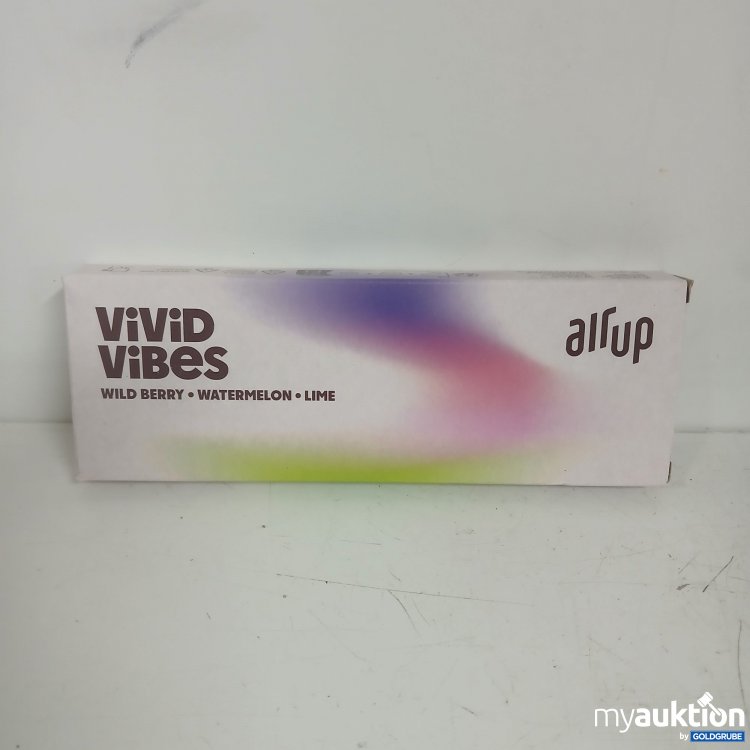 ViViD
ViBes
WILD BERRY • WATERMELON • LIME
air up
myauktion
by GOLDGRUBE